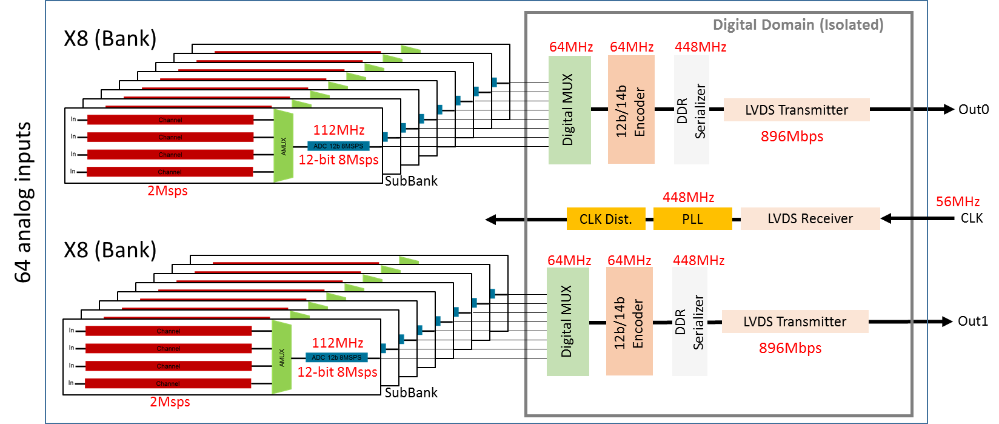 64 analog inputs
Digital Domain (Isolated)
X8 (Bank)
64MHz
64MHz
448MHz
In
Channel
In
Channel
In
Channel
In
Channel
2Msps
AMUX
112MHz
ADC 12b 8MSPS
12-bit 8Msps
SubBank
Digital MUX
12b/14b
Encoder
DDR
Serializer
LVDS Transmitter
896Mbps
Out0
448MHz
56MHz
CLK Dist.
PLL
LVDS Receiver
CLK
X8 (Bank)
64MHz
64MHz
448MHz
In
Channel
In
Channel
In
Channel
In
Channel
2Msps
AMUX
112MHz
ADC 12b 8MSPS
12-bit 8Msps
SubBank
Digital MUX
12b/14b
Encoder
DDR
Serializer
LVDS Transmitter
896Mbps
Out1